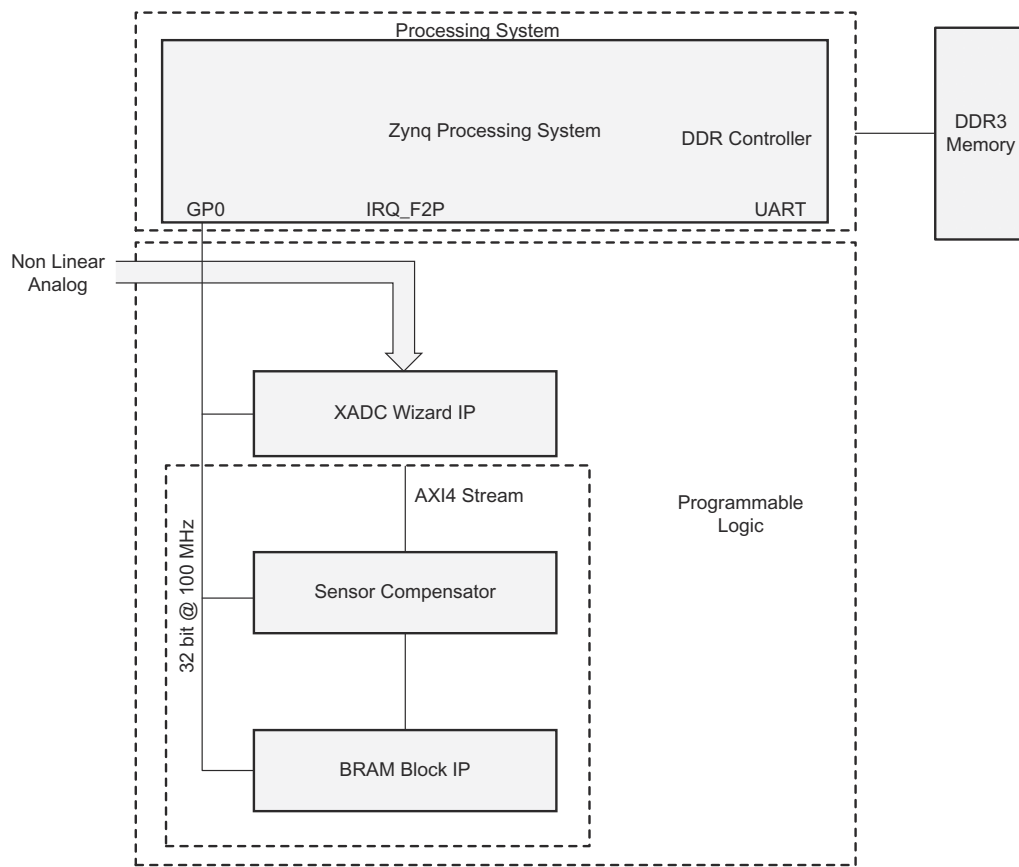 Processing System
Zynq Processing System
DDR Controller
DDR3
Memory
GP0
IRQ_F2P
UART
Non Linear
Analog
XADC Wizard IP
AXI4 Stream
Programmable
Logic
32 bit @ 100 MHz
Sensor Compensator
BRAM Block IP